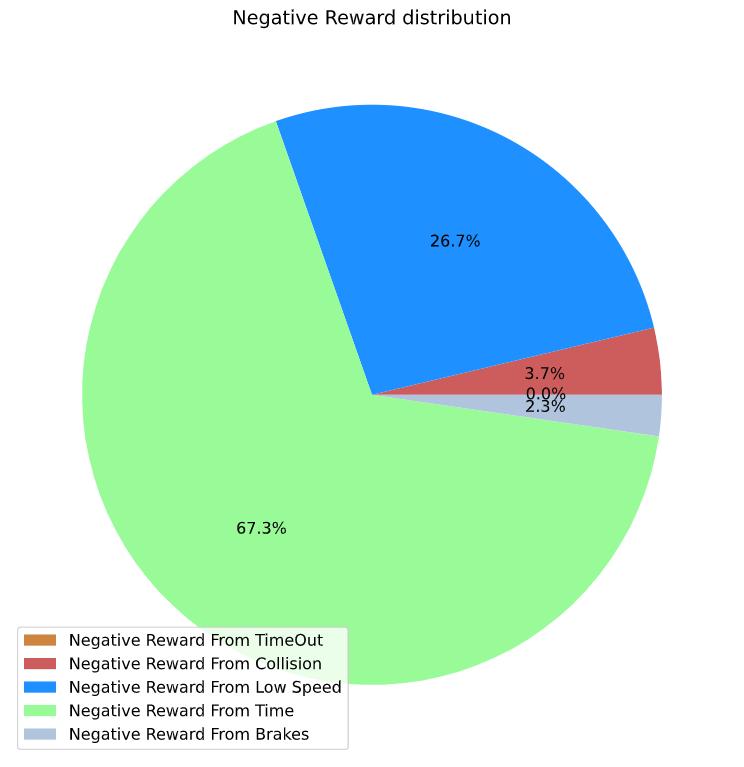 Negative Reward distribution
26.7%
3.7%
0.0%
2.3%
67.3%
Negative Reward From TimeOut
Negative Reward From Collision
Negative Reward From Low Speed
Negative Reward From Time
Negative Reward From Brakes